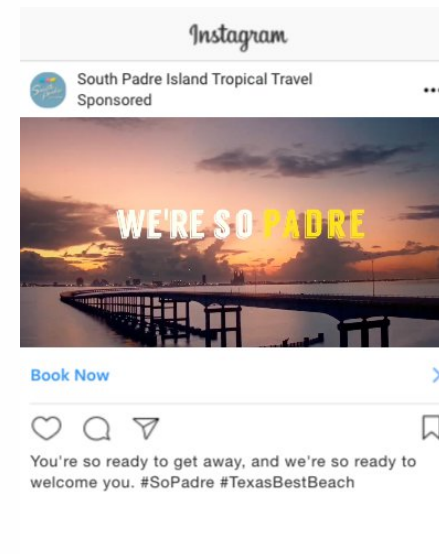 Instagram
South Padre Island Tropical Travel
Sponsored
WE'RE SO PADRE
Book Now
You're so ready to get away, and we're so ready to
welcome you. #SoPadre #TexasBestBeach